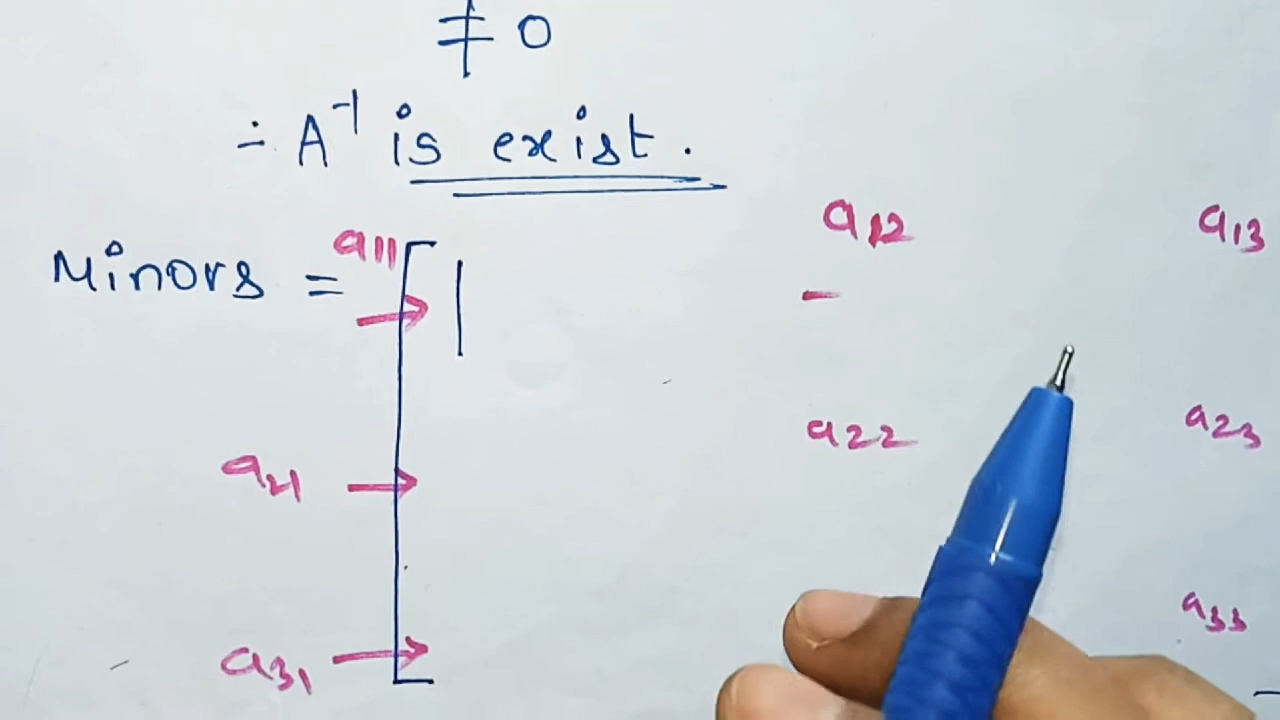 ≠ 0
∴ A⁻¹ is exist.
a11 a12 a13
Minors = [ |
a21 a22 a23
a31 a33